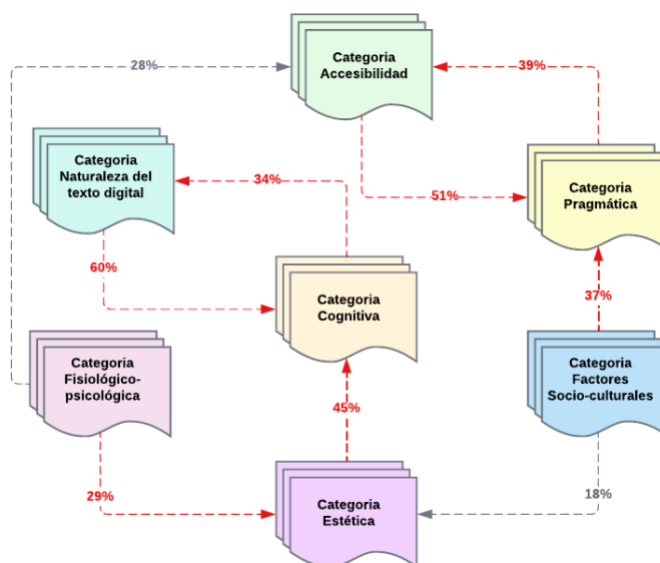 Categoria
Accesibilidad
28%
39%
Categoria
Naturaleza del
texto digital
34%
51%
Categoria
Pragmática
60%
Categoria
Cognitiva
37%
Categoria
Fisiológico-
psicológica
45%
Categoria
Factores
Socio-culturales
29%
Categoria
Estética
18%